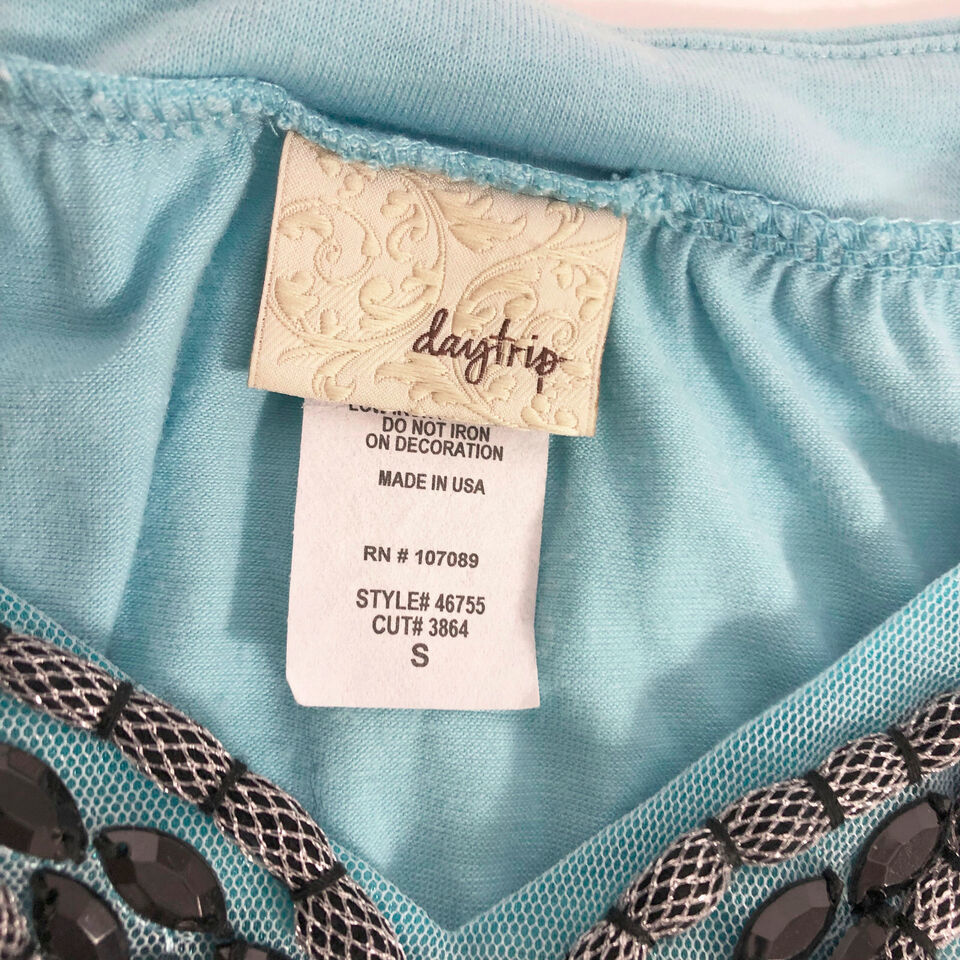 daytrip
DO NOT IRON
ON DECORATION
MADE IN USA
RN # 107089
STYLE# 46755
CUT# 3864
S